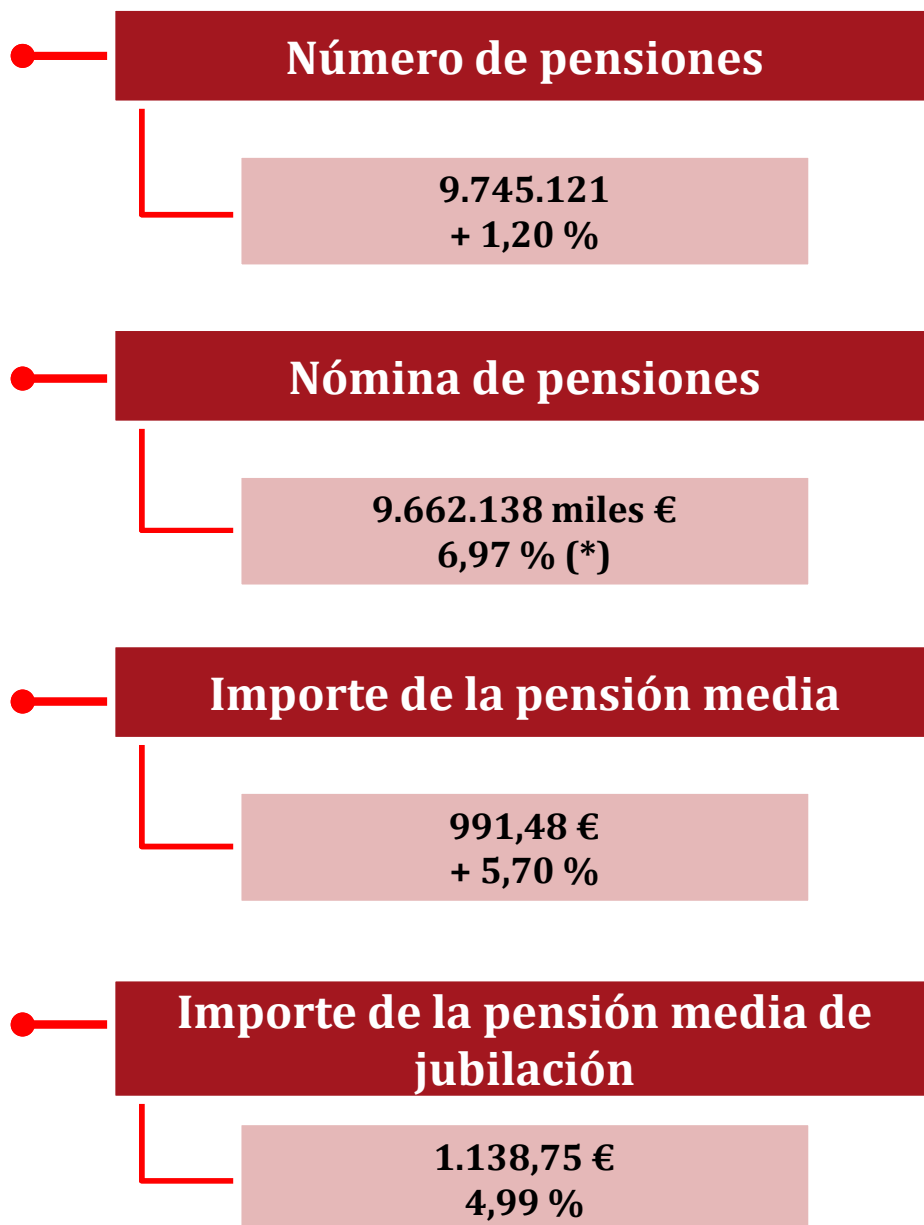 Número de pensiones
9.745.121
+ 1,20 %
Nómina de pensiones
9.662.138 miles €
6,97 % (*)
Importe de la pensión media
991,48 €
+ 5,70 %
Importe de la pensión media de
jubilación
1.138,75 €
4,99 %